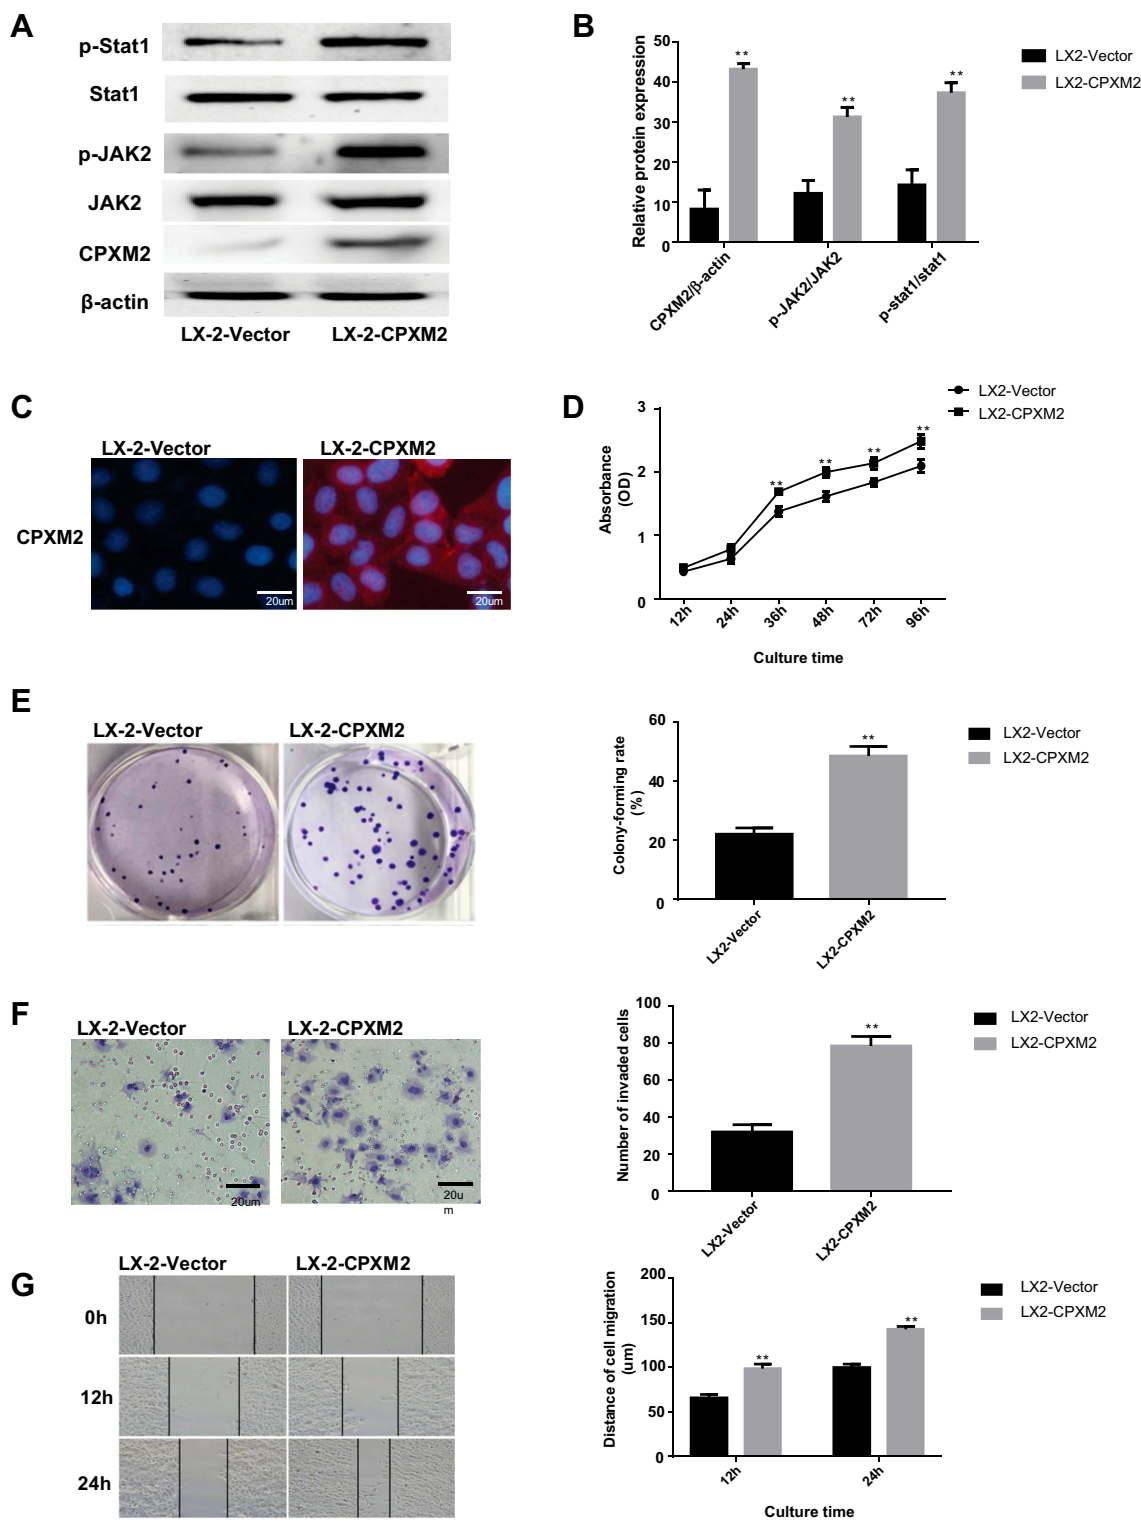 A
p-Stat1
Stat1
p-JAK2
JAK2
CPXM2
β-actin
LX-2-Vector LX-2-CPXM2
B
Relative protein expression
50
40
30
20
10
0
** ** **
CPXM2/β-actin
p-JAK2/JAK2
p-stat1/stat1
LX2-Vector
LX2-CPXM2
C
LX-2-Vector LX-2-CPXM2
CPXM2
20um 20um
D
LX2-Vector
LX2-CPXM2
Absorbance
(OD)
3
2
1
0
** ** ** **
12h 24h 36h 48h 72h 96h
Culture time
E
LX-2-Vector LX-2-CPXM2
Colony-forming rate
(%)
60
40
20
0
**
LX2-Vector
LX2-CPXM2
LX2-Vector
LX2-CPXM2
F
LX-2-Vector LX-2-CPXM2
20um
20u
m
Number of invaded cells
100
80
60
40
20
0
**
LX2-Vector
LX2-CPXM2
LX2-Vector
LX2-CPXM2
G
LX-2-Vector LX-2-CPXM2
0h
12h
24h
Distance of cell migration
(um)
200
150
100
50
0
** **
12h 24h
Culture time
LX2-Vector
LX2-CPXM2